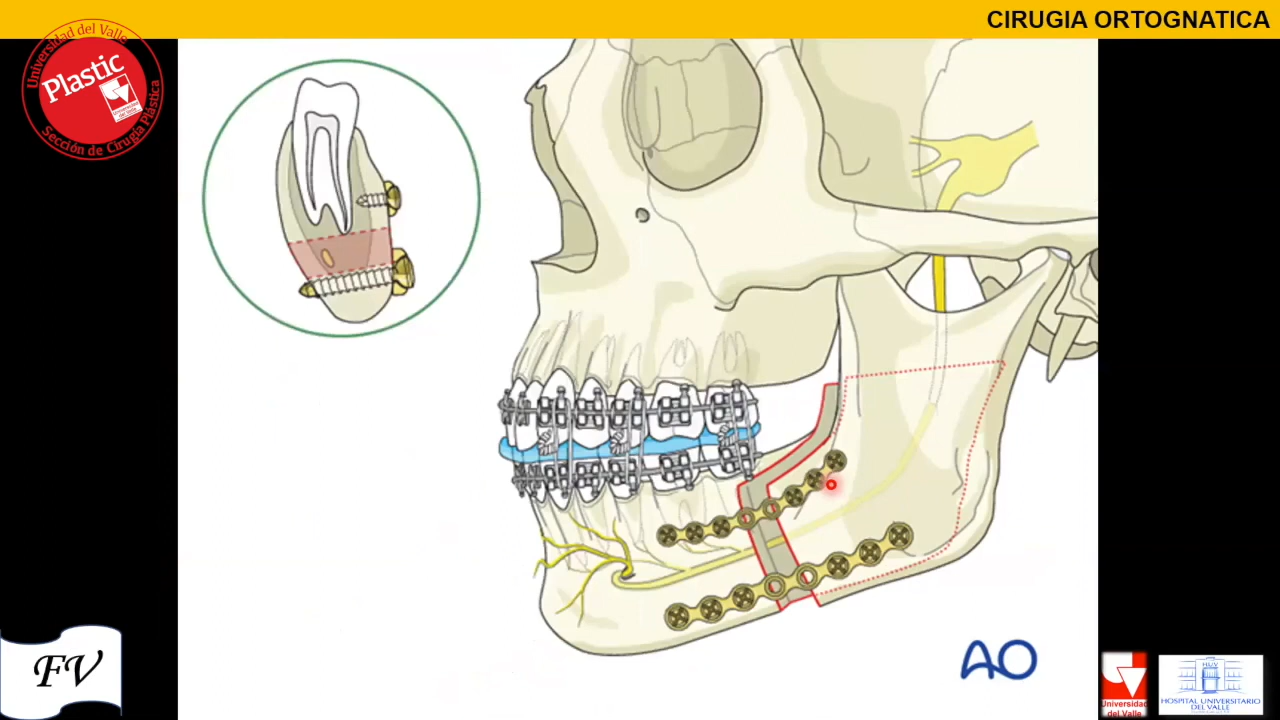 CIRUGIA ORTOGNATICA
Universidad del Valle
Plastic
Sección de Cirugía Plástica
AO
FV
Universidad
del Valle
HUV
HOSPITAL UNIVERSITARIO
DEL VALLE